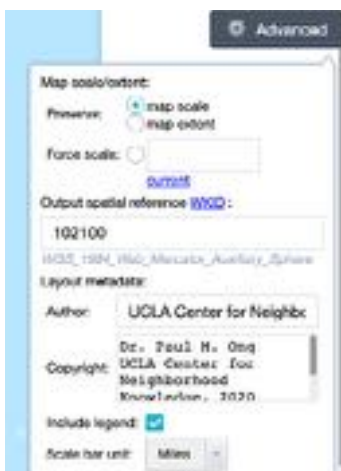 Advanced
Map scale/extent:
Preserve: map scale
map extent
Force scale:
current
Output spatial reference WKID :
102100
WGS_1984_Web_Mercator_Auxiliary_Sphere
Layout metadata:
Author: UCLA Center for Neighbc
Copyright: Dr. Paul M. Ong
UCLA Center for
Neighborhood
Knowledge, 2020
Include legend:
Scale bar unit: Miles